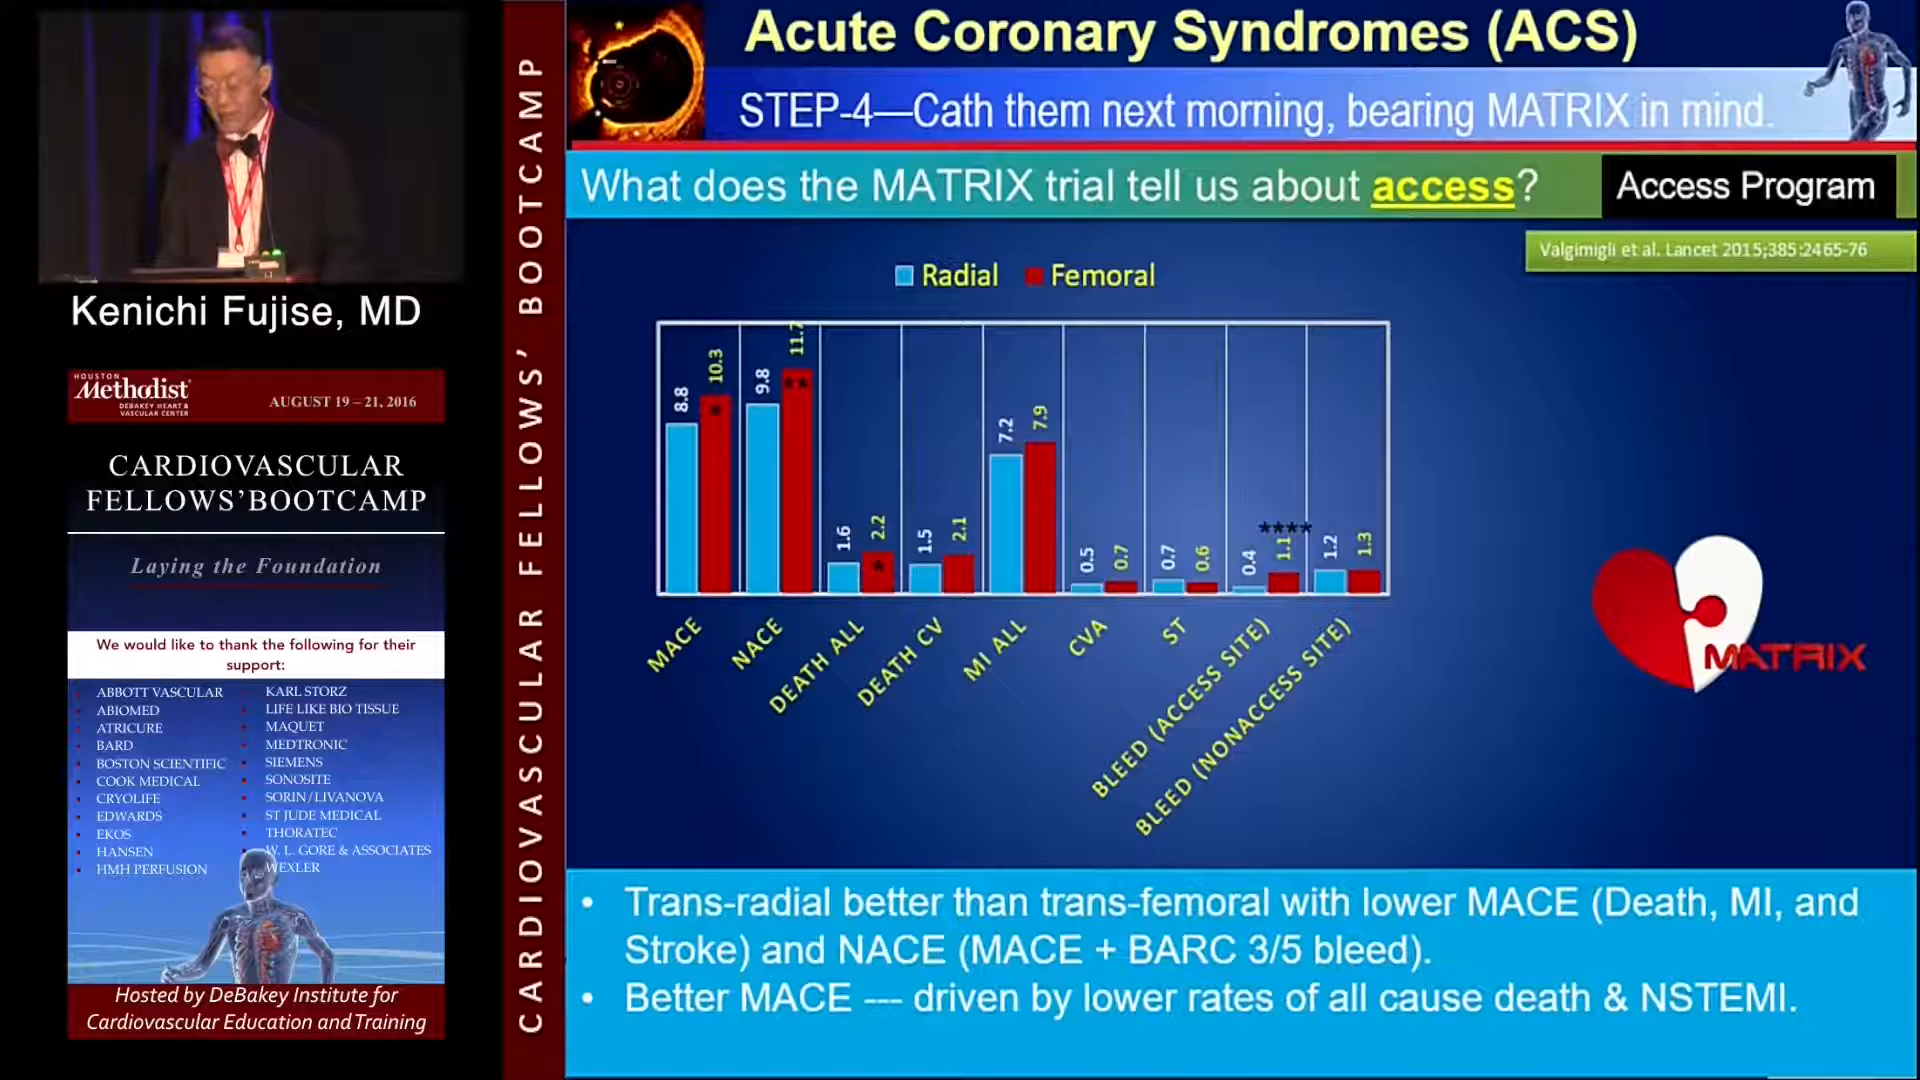 Kenichi Fujise, MD
HOUSTON
Methodist
DEBAKEY HEART &
VASCULAR CENTER
AUGUST 19 – 21, 2016
CARDIOVASCULAR
FELLOWS'BOOTCAMP
Laying the Foundation
We would like to thank the following for their
support:
ABBOTT VASCULAR
ABIOMED
ATRICURE
BARD
BOSTON SCIENTIFIC
COOK MEDICAL
CRYOLIFE
EDWARDS
EKOS
HANSEN
HMH PERFUSION
KARL STORZ
LIFE LIKE BIO TISSUE
MAQUET
MEDTRONIC
SIEMENS
SONOSITE
SORIN/LIVANOVA
ST JUDE MEDICAL
THORATEC
W. L. GORE & ASSOCIATES
WEXLER
Hosted by DeBakey Institute for
Cardiovascular Education and Training
CARDIOVASCULAR FELLOWS' BOOTCAMP
Acute Coronary Syndromes (ACS)
STEP-4—Cath them next morning, bearing MATRIX in mind.
What does the MATRIX trial tell us about access?
Access Program
Valgimigli et al. Lancet 2015;385:2465-76
Radial Femoral
8.8 10.3 *
9.8 11.7 **
1.6 2.2 *
1.5 2.1
7.2 7.9
0.5 0.7
0.7 0.6
0.4 1.1 ****
1.2 1.3
MACE
NACE
DEATH ALL
DEATH CV
MI ALL
CVA
ST
BLEED (ACCESS SITE)
BLEED (NONACCESS SITE)
MATRIX
• Trans-radial better than trans-femoral with lower MACE (Death, MI, and
Stroke) and NACE (MACE + BARC 3/5 bleed).
• Better MACE --- driven by lower rates of all cause death & NSTEMI.